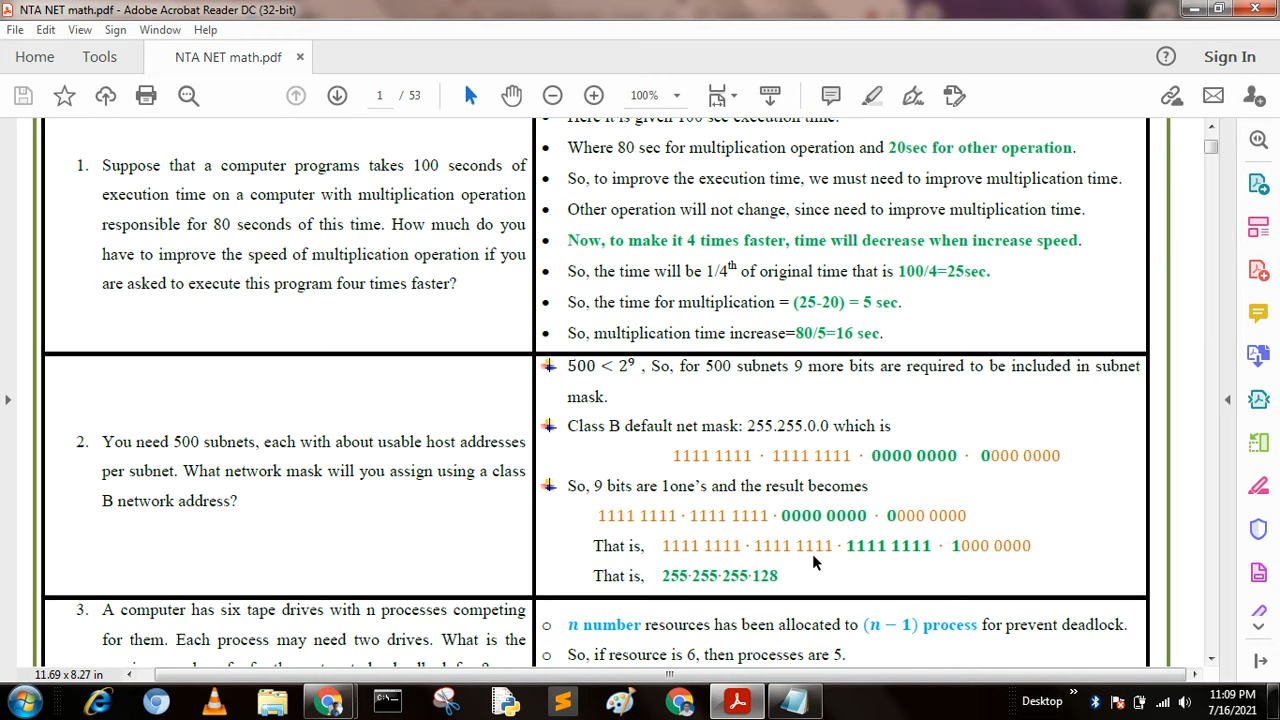 NTA NET math.pdf - Adobe Acrobat Reader DC (32-bit)
File Edit View Sign Window Help
Home Tools NTA NET math.pdf × Sign In
1 / 53 100%
Here it is given 100 sec execution time.
• Where 80 sec for multiplication operation and 20sec for other operation.
• So, to improve the execution time, we must need to improve multiplication time.
• Other operation will not change, since need to improve multiplication time.
• Now, to make it 4 times faster, time will decrease when increase speed.
• So, the time will be 1/4th of original time that is 100/4=25sec.
• So, the time for multiplication = (25-20) = 5 sec.
• So, multiplication time increase=80/5=16 sec.
1. Suppose that a computer programs takes 100 seconds of
execution time on a computer with multiplication operation
responsible for 80 seconds of this time. How much do you
have to improve the speed of multiplication operation if you
are asked to execute this program four times faster?
500 < 2⁹ , So, for 500 subnets 9 more bits are required to be included in subnet
mask.
Class B default net mask: 255.255.0.0 which is
1111 1111 · 1111 1111 · 0000 0000 · 0000 0000
So, 9 bits are 1one's and the result becomes
1111 1111 · 1111 1111 · 0000 0000 · 0000 0000
That is, 1111 1111 · 1111 1111 · 1111 1111 · 1000 0000
That is, 255·255·255·128
2. You need 500 subnets, each with about usable host addresses
per subnet. What network mask will you assign using a class
B network address?
3. A computer has six tape drives with n processes competing
for them. Each process may need two drives. What is the
o n number resources has been allocated to (n − 1) process for prevent deadlock.
o So, if resource is 6, then processes are 5.
11.69 x 8.27 in
Desktop » 11:09 PM
7/16/2021